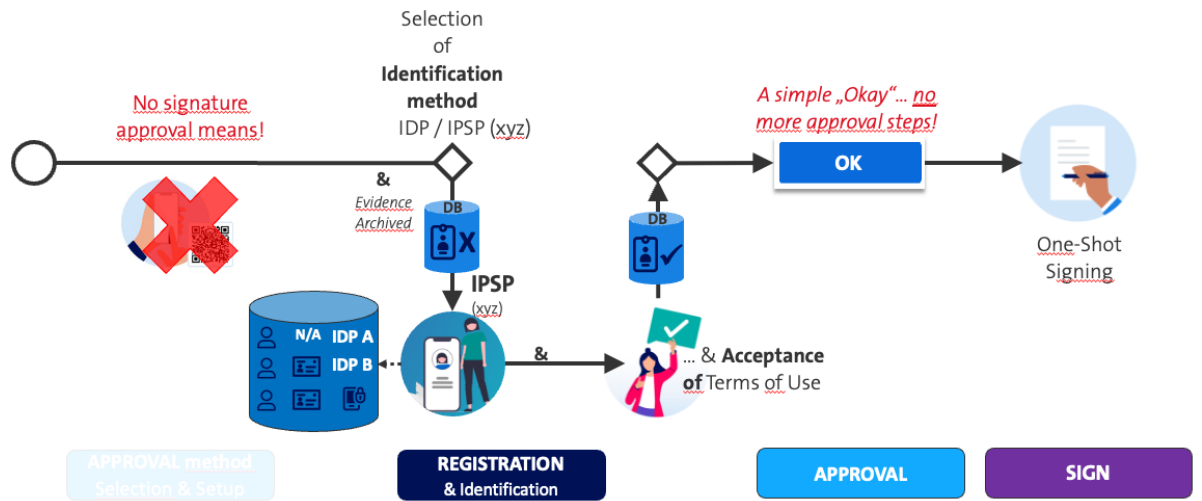 Selection
of
Identification
method
IDP / IPSP (xyz)
No signature
approval means!
A simple „Okay“... no
more approval steps!
OK
&
Evidence
Archived
DB
X
DB
One-Shot
Signing
IPSP
(xyz)
N/A IDP A
IDP B
&
... & Acceptance
of Terms of Use
APPROVAL method
Selection & Setup
REGISTRATION
& Identification
APPROVAL
SIGN